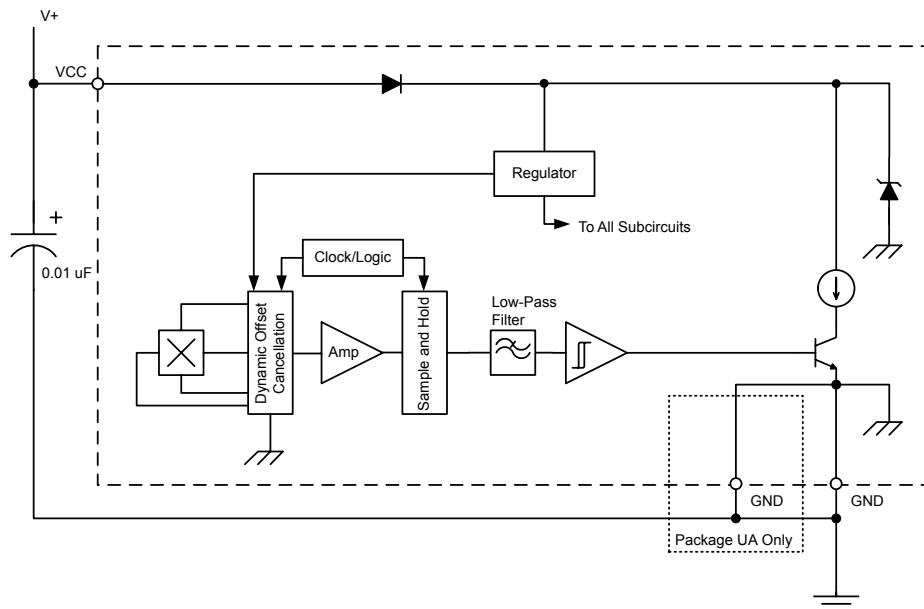 V+
VCC
Regulator
To All Subcircuits
+
0.01 uF
Clock/Logic
Low-Pass
Filter
Dynamic Offset
Cancellation
Amp
Sample and Hold
GND
GND
Package UA Only